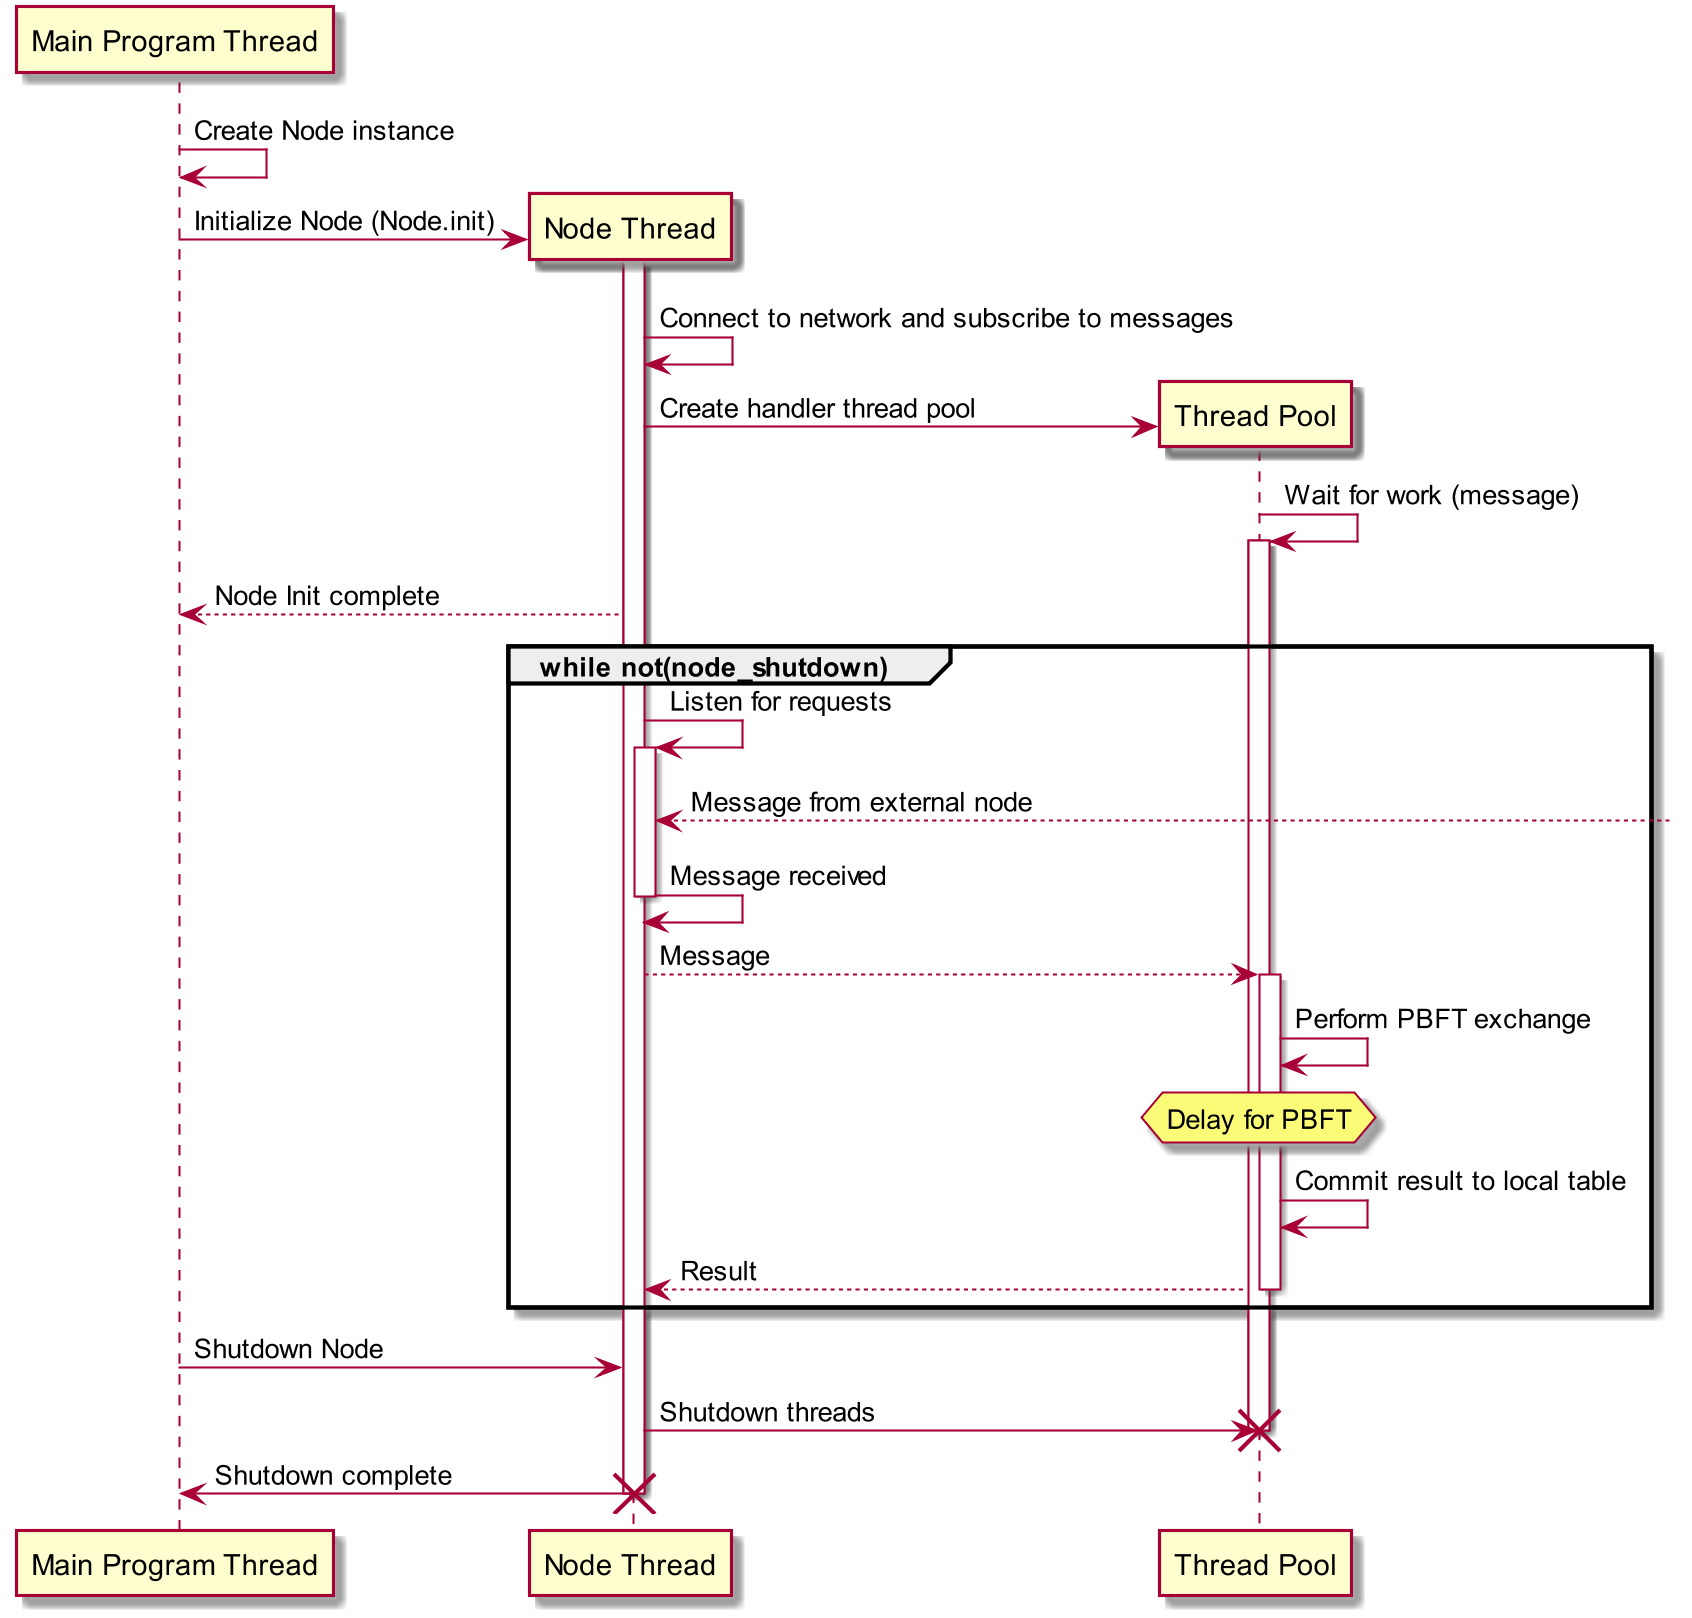 Main Program Thread
Create Node instance
Initialize Node (Node.init)
Node Thread
Connect to network and subscribe to messages
Create handler thread pool
Thread Pool
Wait for work (message)
Node Init complete
while not(node_shutdown)
Listen for requests
Message from external node
Message received
Message
Perform PBFT exchange
Delay for PBFT
Commit result to local table
Result
Shutdown Node
Shutdown threads
Shutdown complete
Main Program Thread
Node Thread
Thread Pool